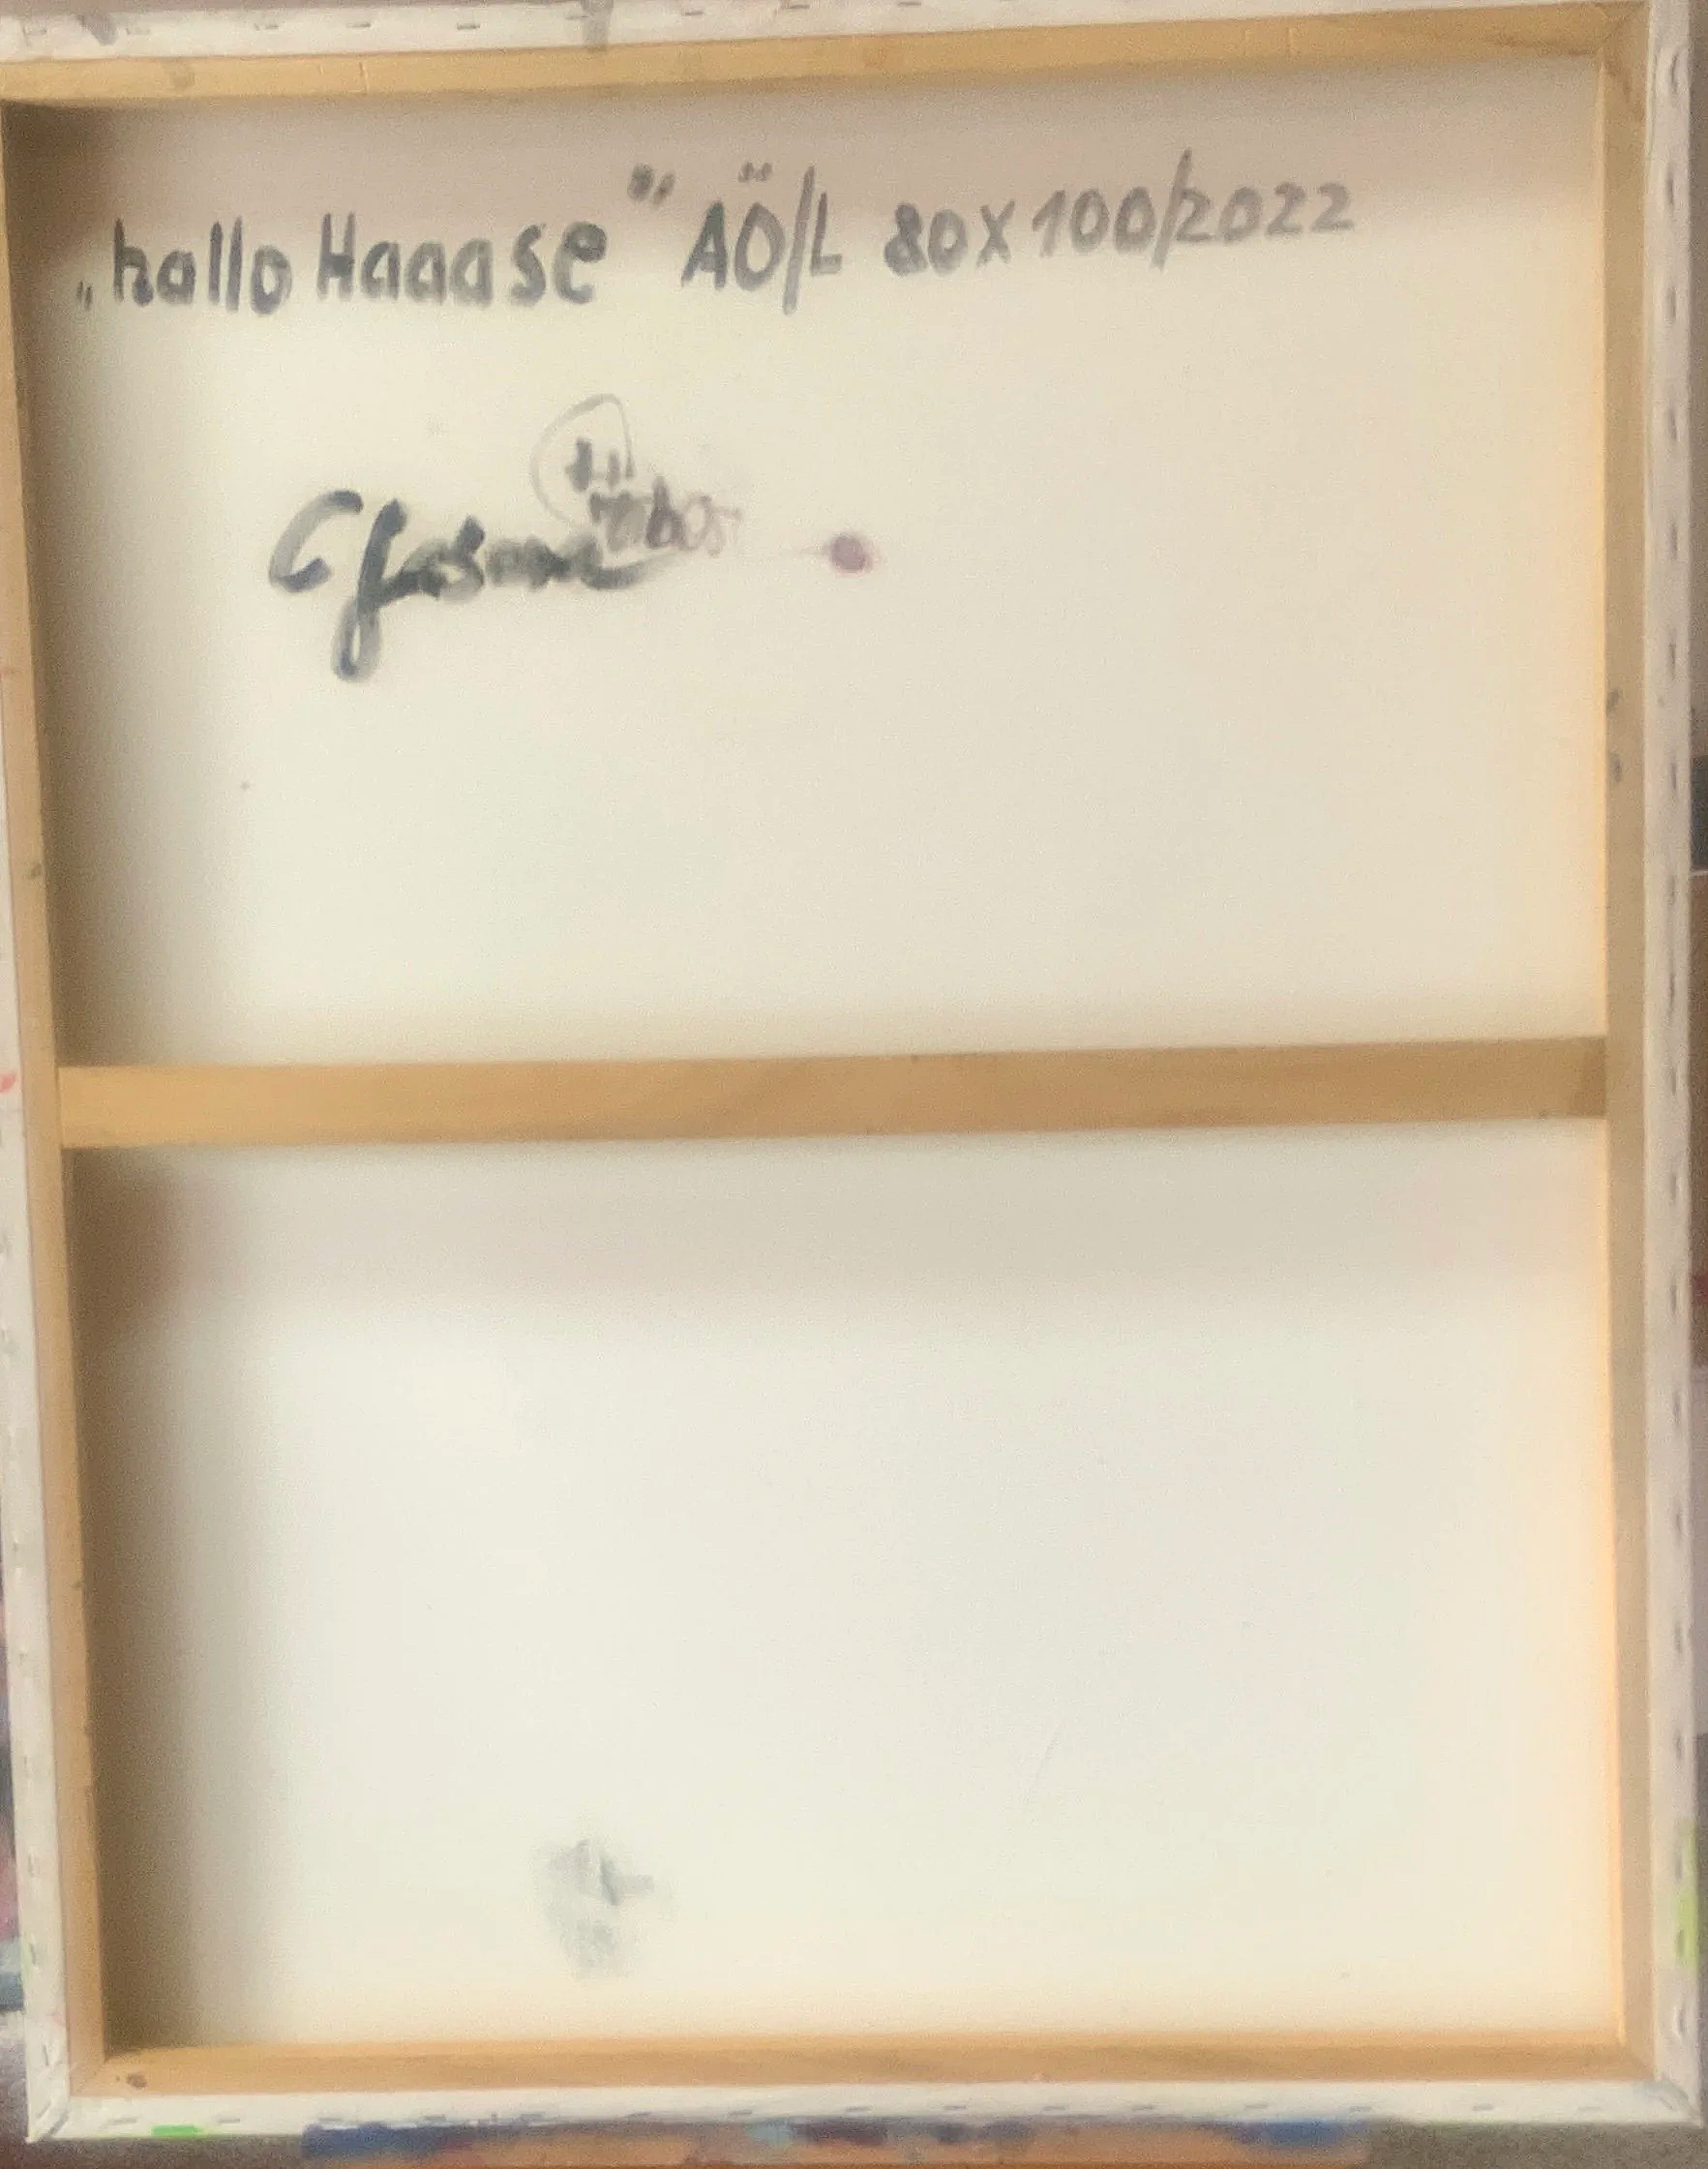 „hallo Haaase" AÖ/L 80x100/2022